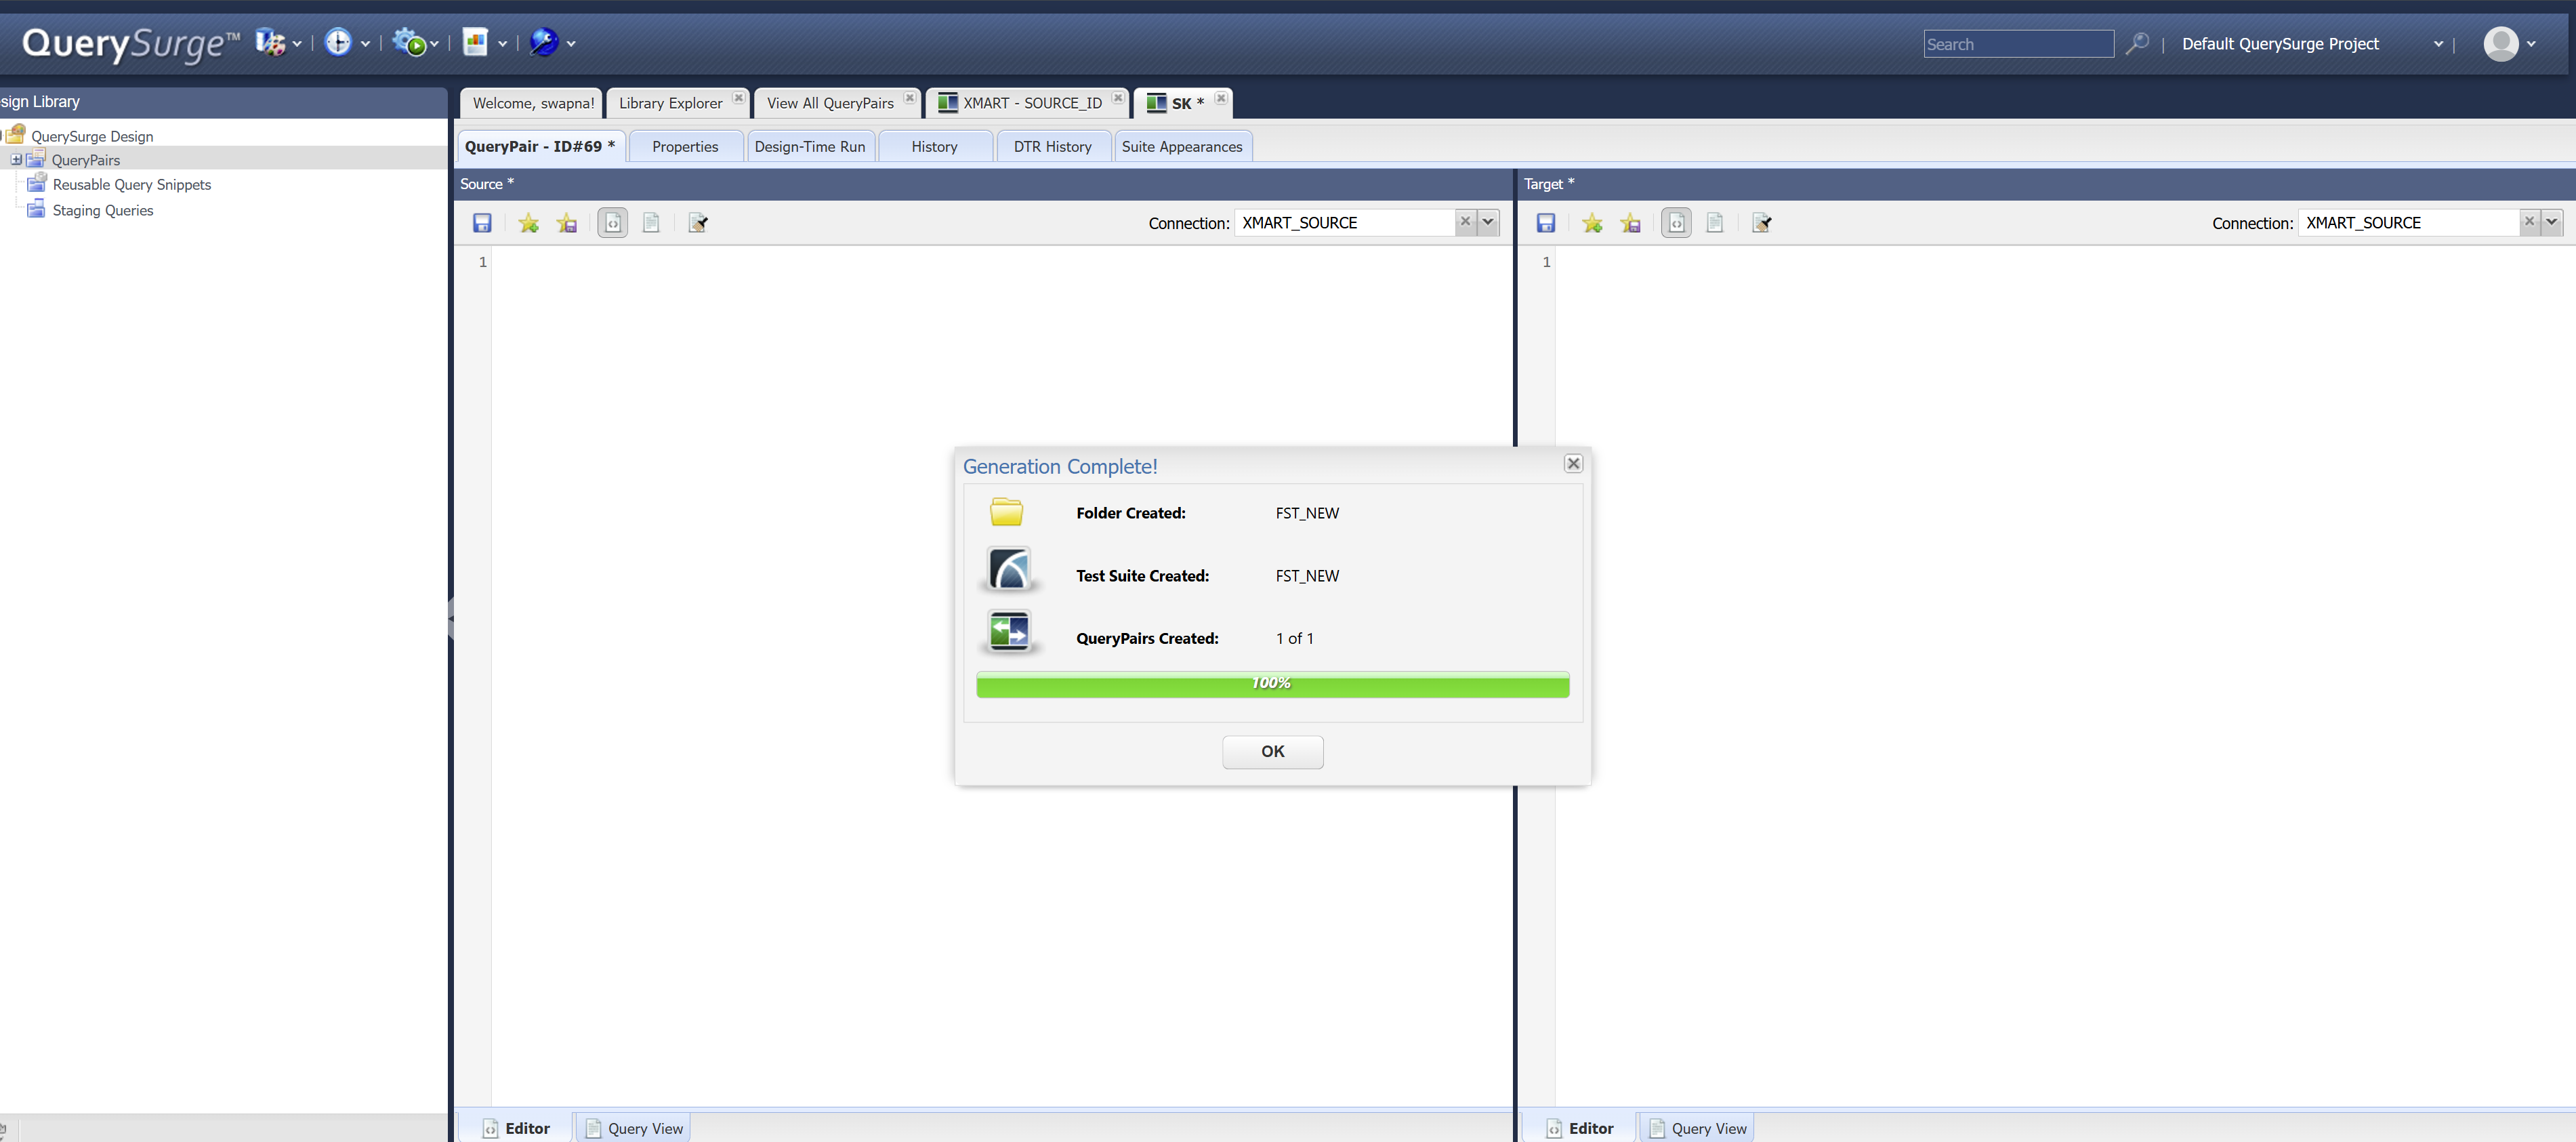 QuerySurge™
Search
Default QuerySurge Project
sign Library
QuerySurge Design
QueryPairs
Reusable Query Snippets
Staging Queries
Welcome, swapna!
Library Explorer
View All QueryPairs
XMART - SOURCE_ID
SK *
QueryPair - ID#69 *
Properties
Design-Time Run
History
DTR History
Suite Appearances
Source *
Connection: XMART_SOURCE
1
Target *
Connection: XMART_SOURCE
1
Generation Complete!
Folder Created: FST_NEW
Test Suite Created: FST_NEW
QueryPairs Created: 1 of 1
100%
OK
Editor
Query View
Editor
Query View